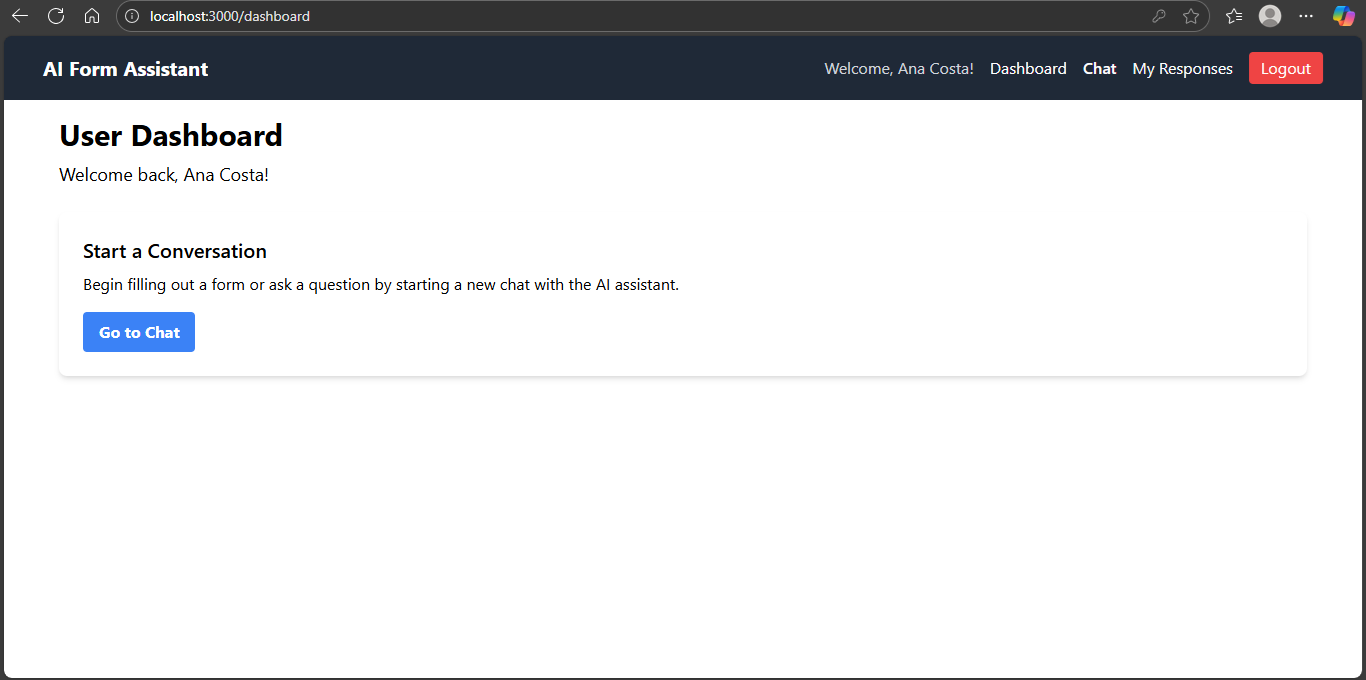 localhost:3000/dashboard
AI Form Assistant
Welcome, Ana Costa! Dashboard Chat My Responses Logout
User Dashboard
Welcome back, Ana Costa!
Start a Conversation
Begin filling out a form or ask a question by starting a new chat with the AI assistant.
Go to Chat